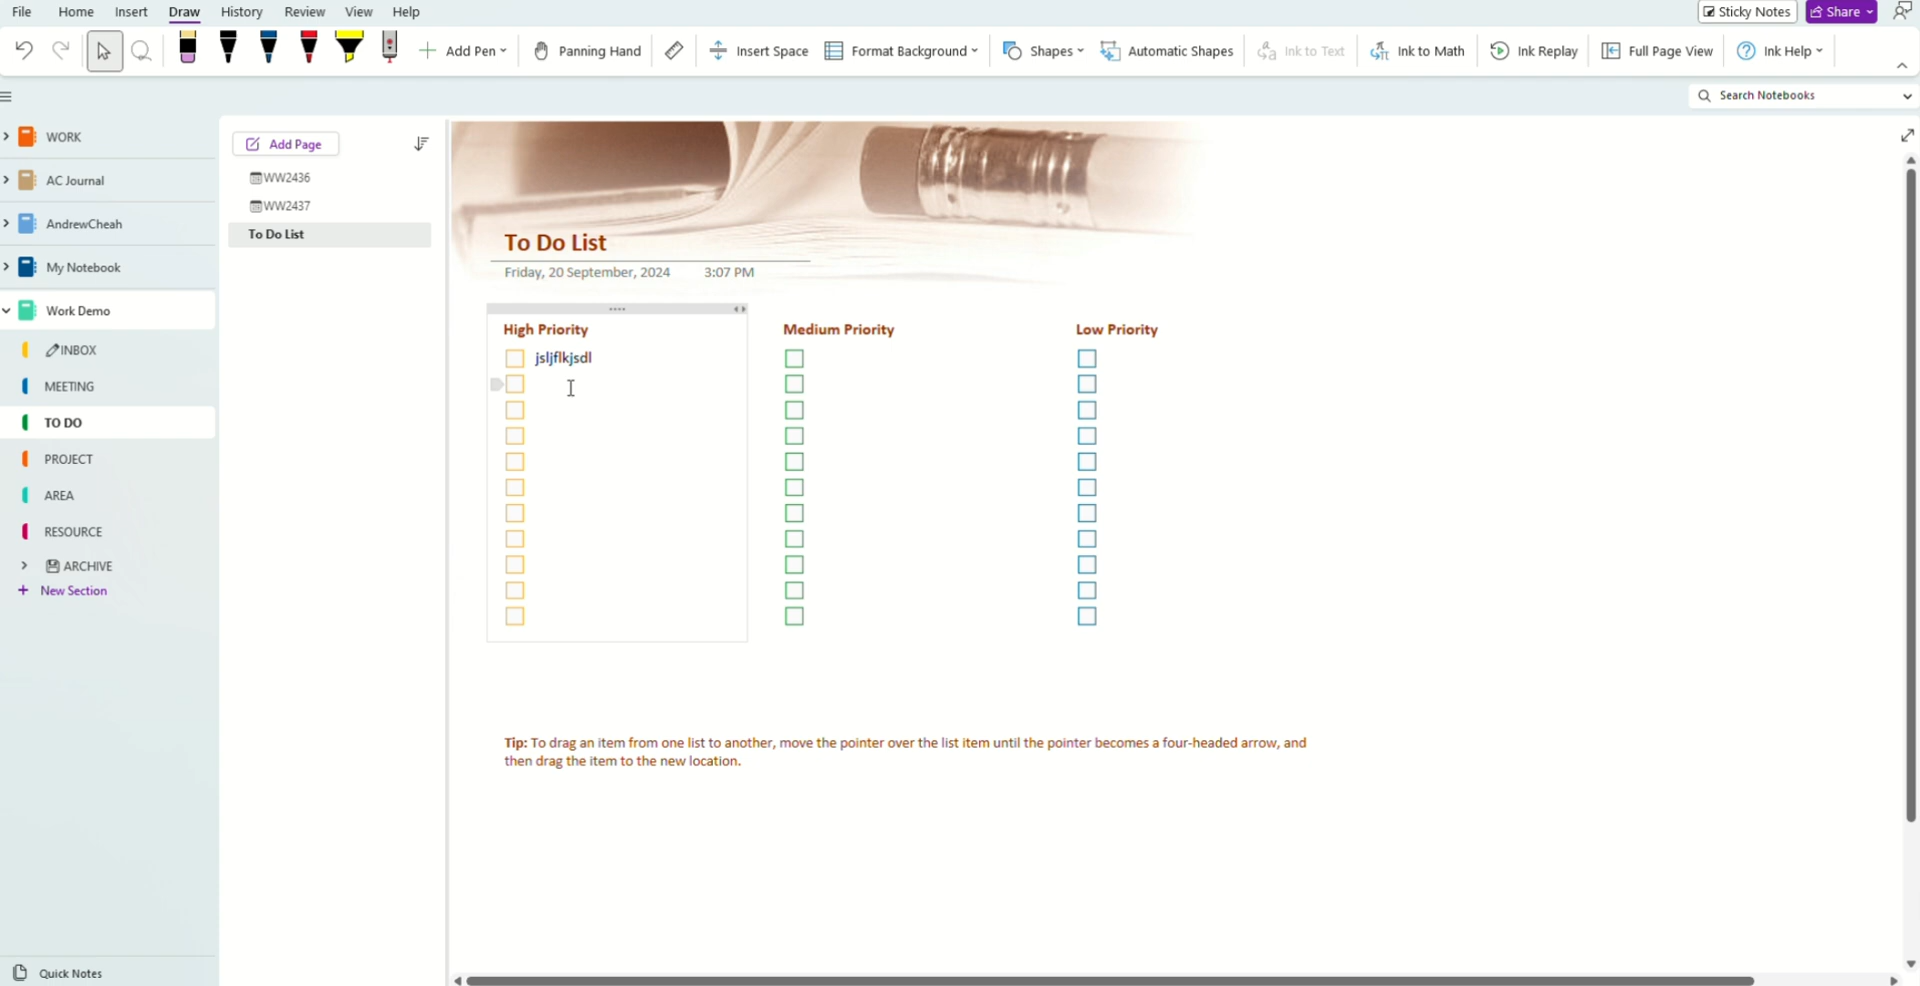 File Home Insert Draw History Review View Help Sticky Notes Share
Add Pen Panning Hand Insert Space Format Background Shapes Automatic Shapes Ink to Text Ink to Math Ink Replay Full Page View Ink Help
Search Notebooks
WORK
AC Journal
AndrewCheah
My Notebook
Work Demo
INBOX
MEETING
TO DO
PROJECT
AREA
RESOURCE
ARCHIVE
New Section
Quick Notes
Add Page
WW2436
WW2437
To Do List
To Do List
Friday, 20 September, 2024 3:07 PM
High Priority
jsljflkjsdl
Medium Priority
Low Priority
Tip: To drag an item from one list to another, move the pointer over the list item until the pointer becomes a four-headed arrow, and
then drag the item to the new location.